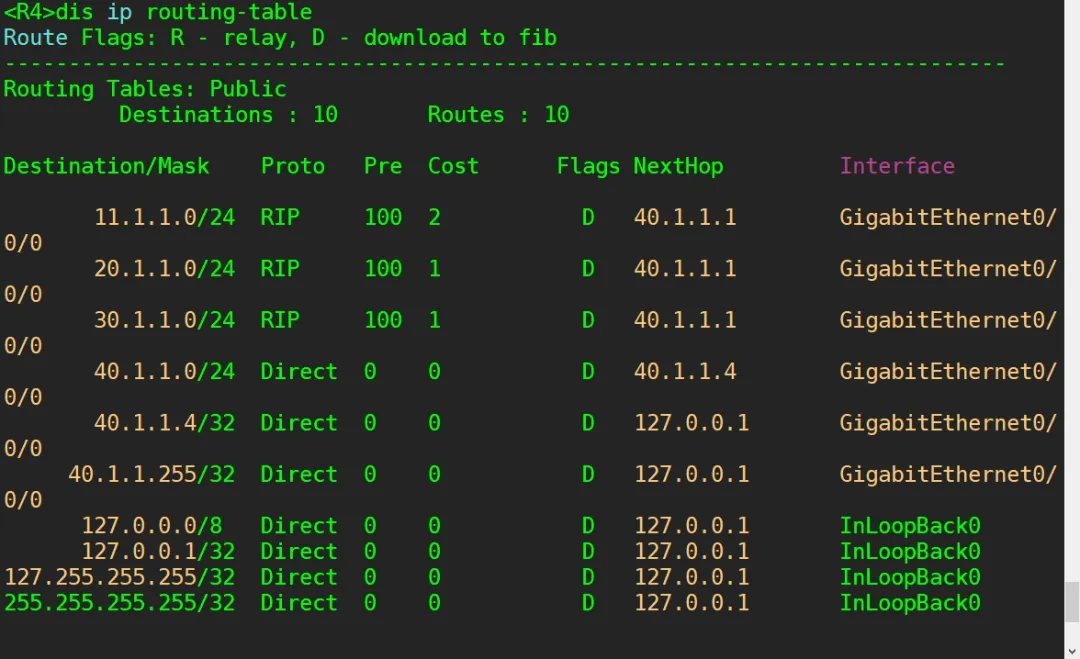 <R4>dis ip routing-table
Route Flags: R - relay, D - download to fib
------------------------------------------------------------------------------
Routing Tables: Public
         Destinations : 10       Routes : 10

Destination/Mask    Proto   Pre  Cost      Flags NextHop         Interface

       11.1.1.0/24  RIP     100  2           D   40.1.1.1        GigabitEthernet0/
0/0
       20.1.1.0/24  RIP     100  1           D   40.1.1.1        GigabitEthernet0/
0/0
       30.1.1.0/24  RIP     100  1           D   40.1.1.1        GigabitEthernet0/
0/0
       40.1.1.0/24  Direct  0    0           D   40.1.1.4        GigabitEthernet0/
0/0
       40.1.1.4/32  Direct  0    0           D   127.0.0.1       GigabitEthernet0/
0/0
     40.1.1.255/32  Direct  0    0           D   127.0.0.1       GigabitEthernet0/
0/0
      127.0.0.0/8   Direct  0    0           D   127.0.0.1       InLoopBack0
      127.0.0.1/32  Direct  0    0           D   127.0.0.1       InLoopBack0
127.255.255.255/32  Direct  0    0           D   127.0.0.1       InLoopBack0
255.255.255.255/32  Direct  0    0           D   127.0.0.1       InLoopBack0